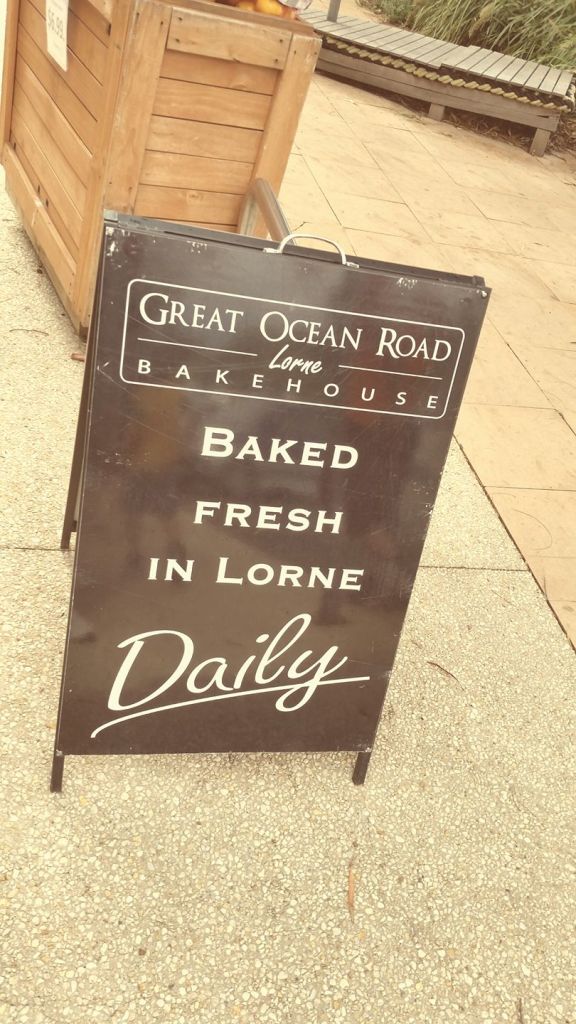 GREAT OCEAN ROAD
Lorne
BAKEHOUSE
BAKED
FRESH
IN LORNE
Daily